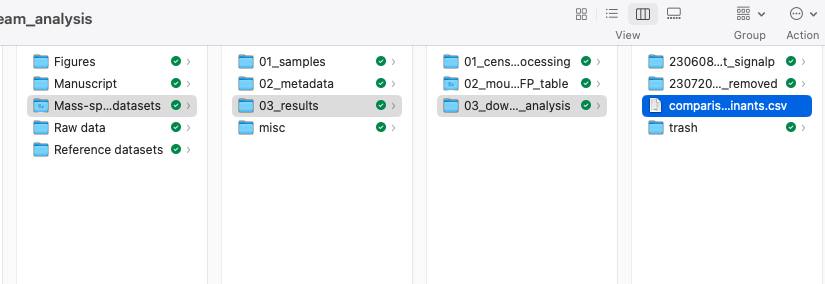 eam_analysis
View
Group
Action
Figures
Manuscript
Mass-sp...datasets
Raw data
Reference datasets
01_samples
02_metadata
03_results
misc
01_cens...ocessing
02_mou...FP_table
03_dow..._analysis
230608...t_signalp
230720..._removed
comparis...inants.csv
trash